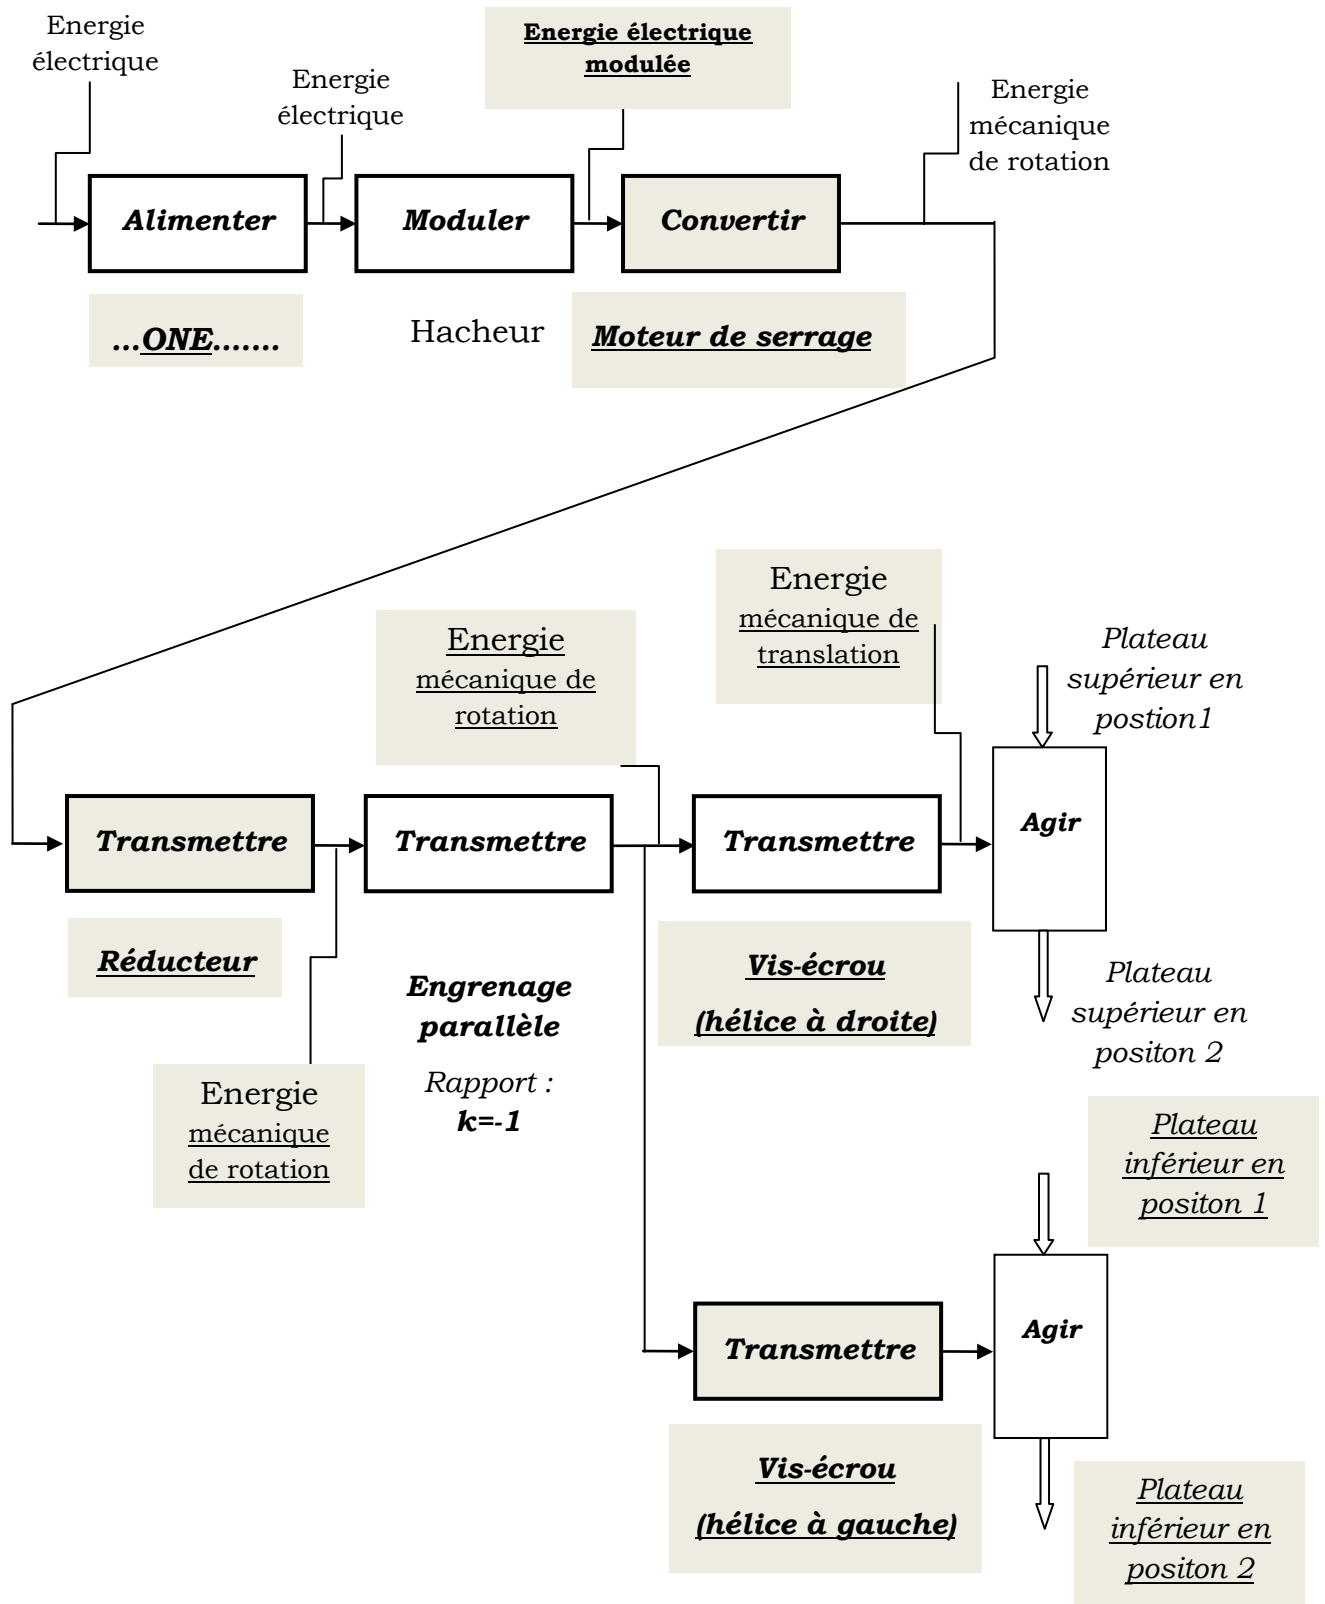 Energie
électrique
Energie
électrique
Energie électrique
modulée
Energie
mécanique
de rotation
Alimenter
Moduler
Convertir
...ONE.......
Hacheur
Moteur de serrage
Energie
mécanique de
rotation
Energie
mécanique de
translation
Plateau
supérieur en
postion1
Transmettre
Transmettre
Transmettre
Agir
Réducteur
Engrenage
parallèle
Rapport :
k=-1
Vis-écrou
(hélice à droite)
Plateau
supérieur en
positon 2
Energie
mécanique
de rotation
Plateau
inférieur en
positon 1
Transmettre
Agir
Vis-écrou
(hélice à gauche)
Plateau
inférieur en
positon 2